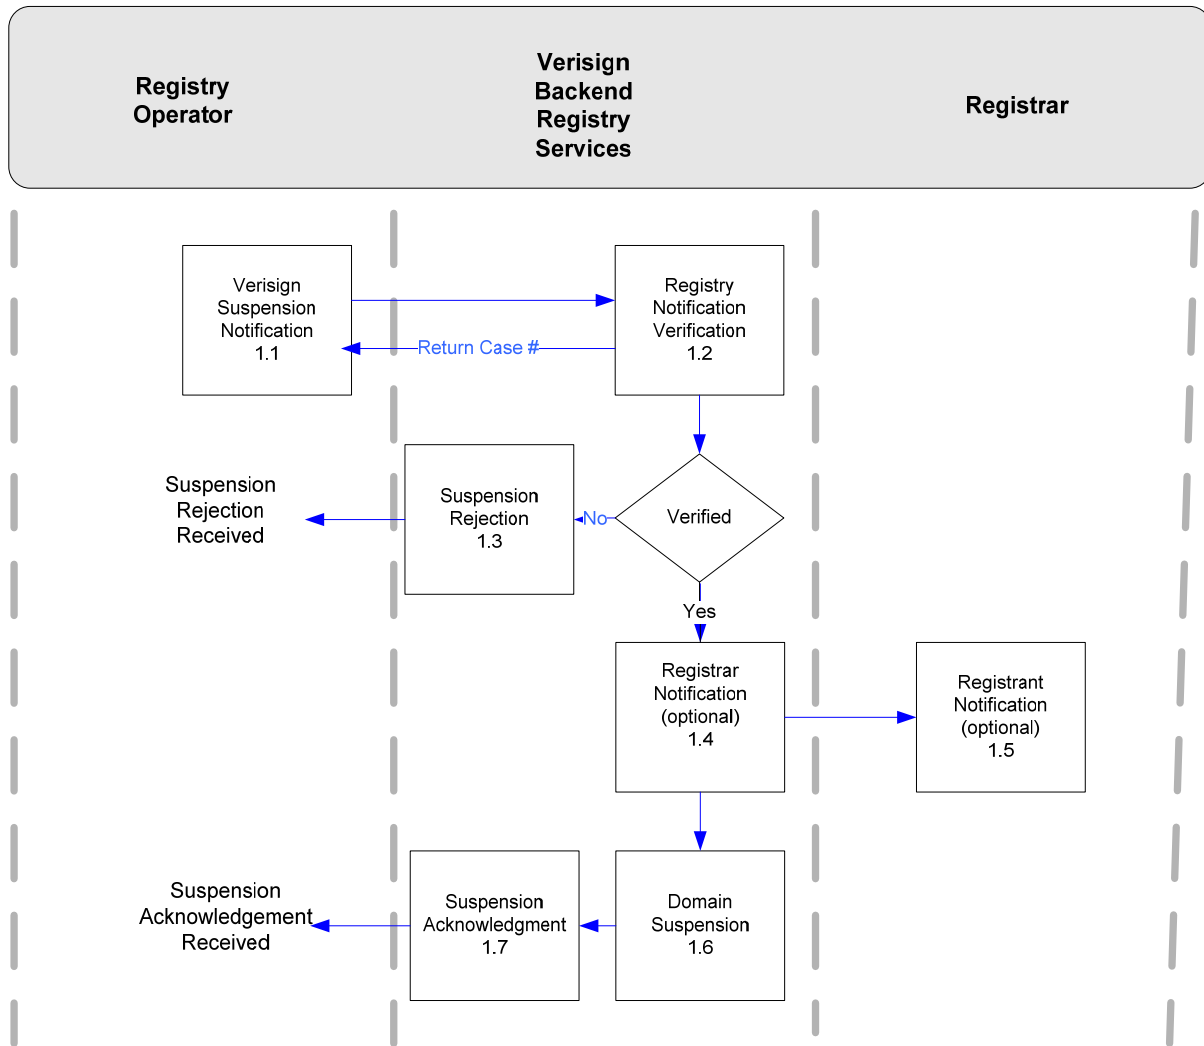 Registry
Operator
Verisign
Backend
Registry
Services
Registrar
Verisign
Suspension
Notification
1.1
Registry
Notification
Verification
1.2
Return Case #
Suspension
Rejection
Received
Suspension
Rejection
1.3
No
Verified
Yes
Registrar
Notification
(optional)
1.4
Registrant
Notification
(optional)
1.5
Suspension
Acknowledgement
Received
Suspension
Acknowledgment
1.7
Domain
Suspension
1.6